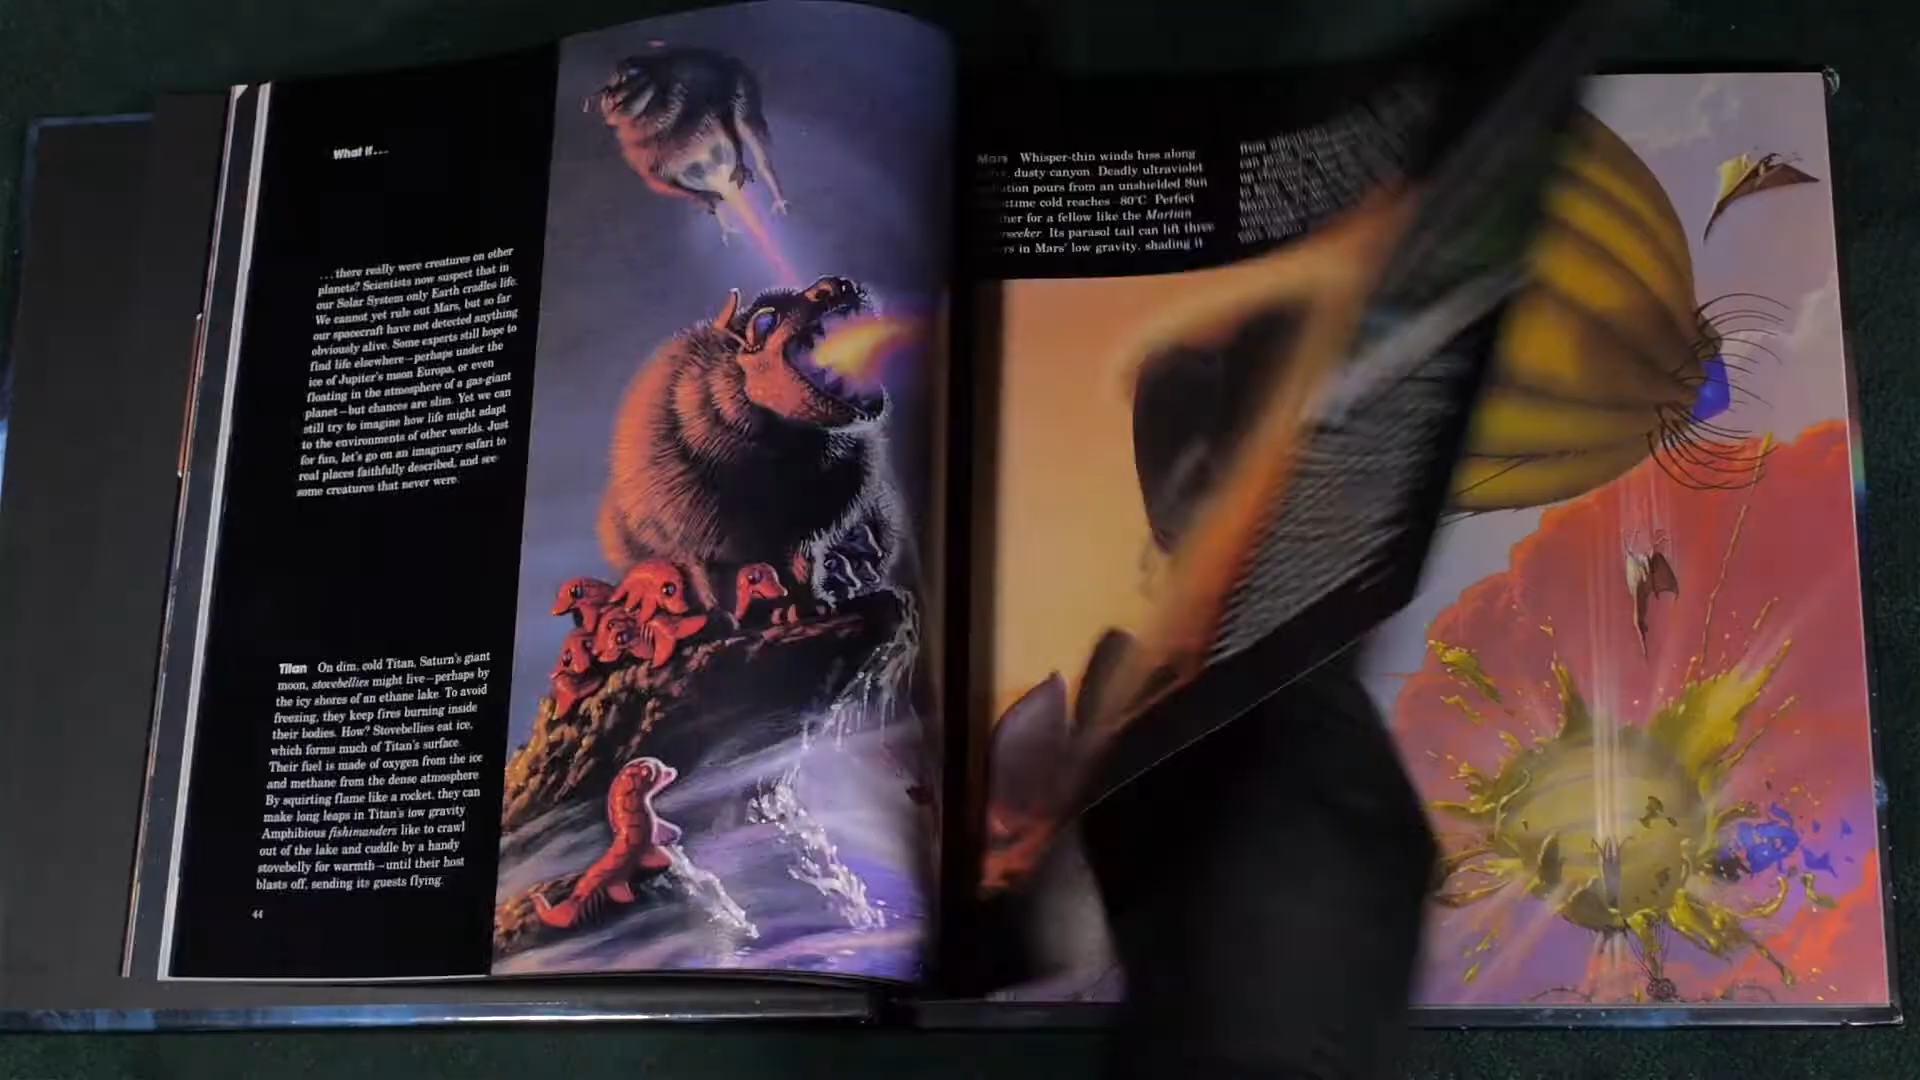 What if...
...there really were creatures on other
planets? Scientists now suspect that in
our Solar System only Earth cradles life.
We cannot yet rule out Mars, but so far
our spacecraft have not detected anything
obviously alive. Some experts still hope to
find life elsewhere—perhaps under the
ice of Jupiter's moon Europa, or even
floating in the atmosphere of a gas-giant
planet—but chances are slim. Yet we can
still try to imagine how life might adapt
to the environments of other worlds. Just
for fun, let's go on an imaginary safari to
real places faithfully described, and see
some creatures that never were.
Titan On dim, cold Titan, Saturn's giant
moon, stovebellies might live—perhaps by
the icy shores of an ethane lake. To avoid
freezing, they keep fires burning inside
their bodies. How? Stovebellies eat ice,
which forms much of Titan's surface.
Their fuel is made of oxygen from the ice
and methane from the dense atmosphere.
By squirting flame like a rocket, they can
make long leaps in Titan's low gravity.
Amphibious fishimanders like to crawl
out of the lake and cuddle by a handy
stovebelly for warmth—until their host
blasts off, sending its guests flying.
44
Mars Whisper-thin winds hiss along
dusty canyon. Deadly ultraviolet
pours from an unshielded Sun
cold reaches -80°C. Perfect
for a fellow like the Martian
Its parasol tail can lift three
in Mars' low gravity, shading it